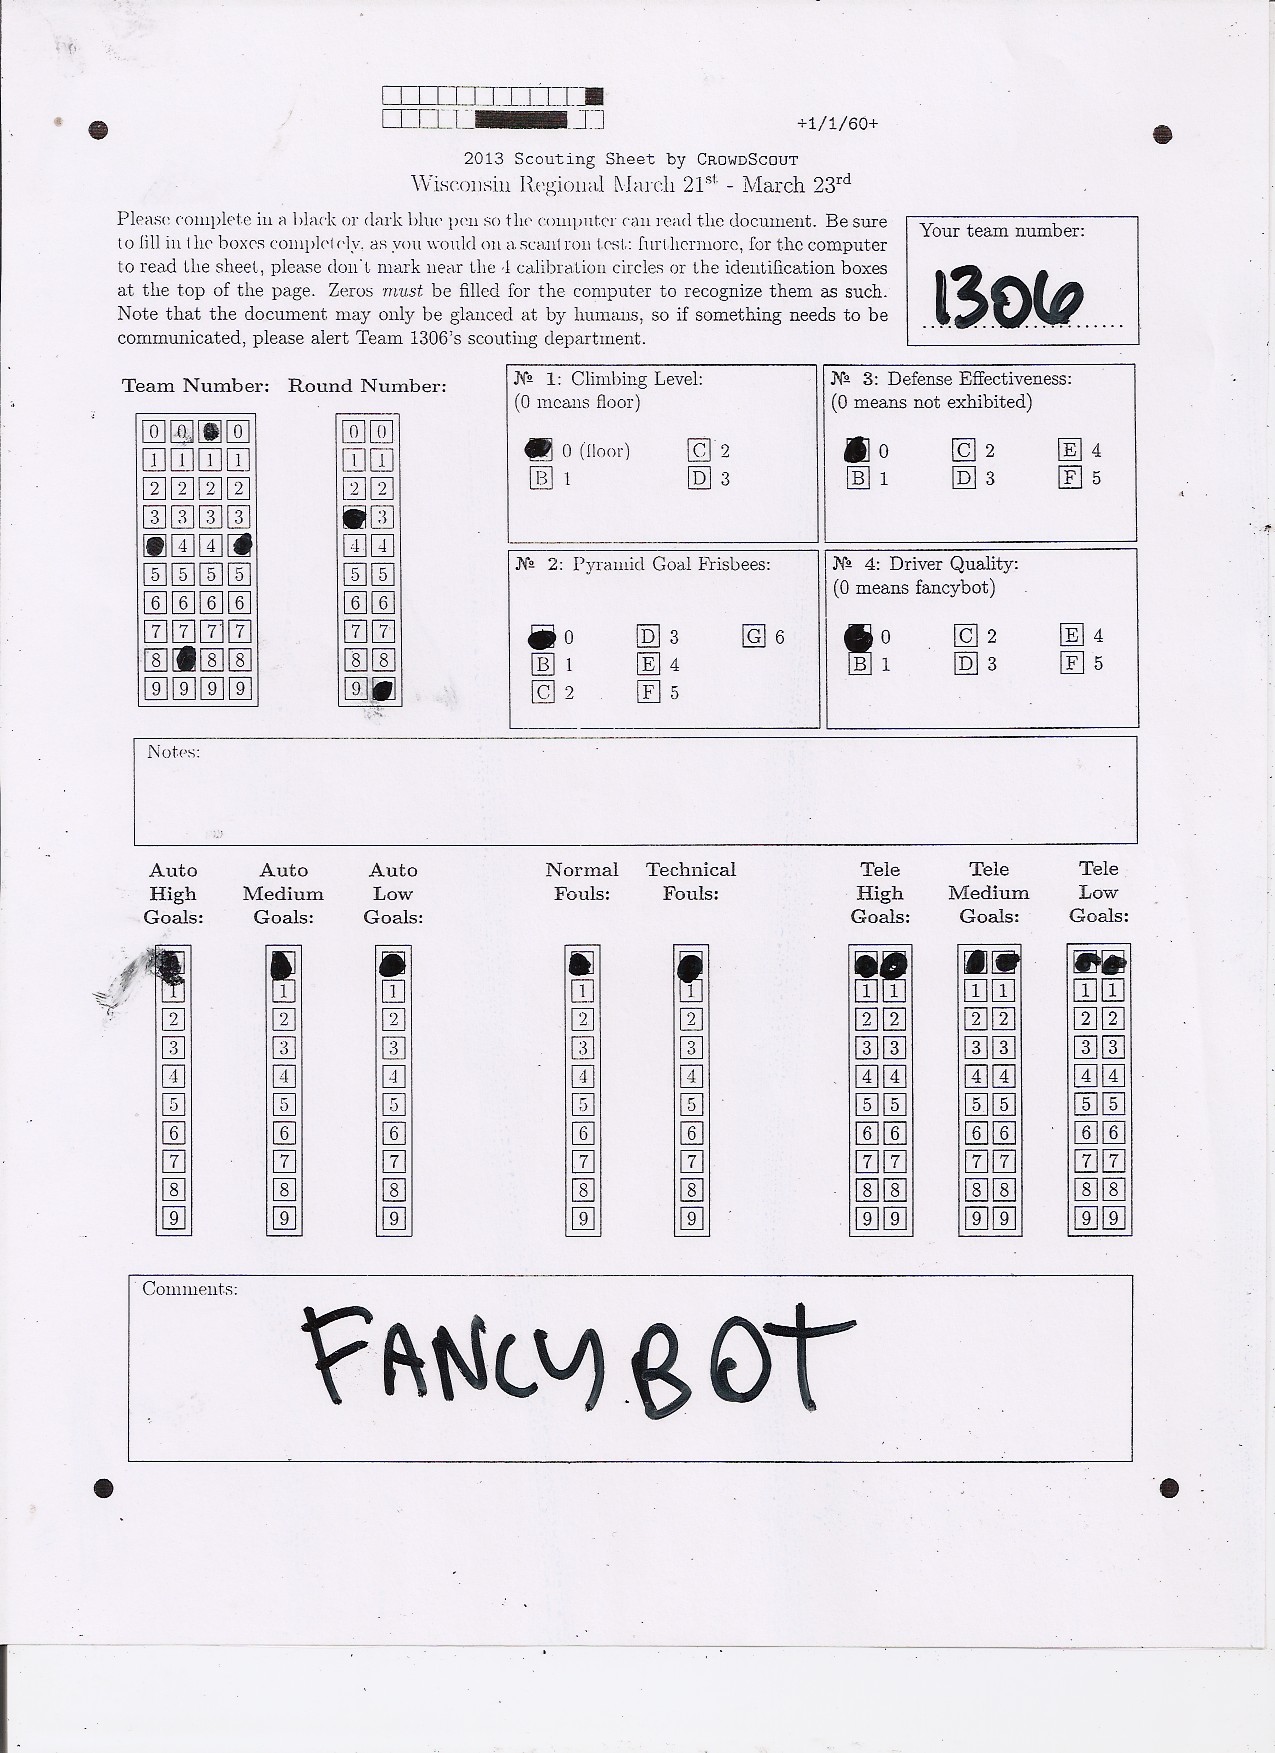 +1/1/60+
2013 Scouting Sheet by CrowdScout
Wisconsin Regional March 21st - March 23rd
Please complete in a black or dark blue pen so the computer can read the document. Be sure
to fill in the boxes completely, as you would on a scantron test; furthermore, for the computer
to read the sheet, please don't mark near the 4 calibration circles or the identification boxes
at the top of the page. Zeros must be filled for the computer to recognize them as such.
Note that the document may only be glanced at by humans, so if something needs to be
communicated, please alert Team 1306's scouting department.
Your team number:
1306
Team Number: Round Number:
0 0 0 0 0
1 1 1 1 1 1
2 2 2 2 2 2
3 3 3 3 3
4 4 4 4
5 5 5 5 5 5
6 6 6 6 6 6
7 7 7 7 7 7
8 8 8 8 8
9 9 9 9 9
№ 1: Climbing Level:
(0 means floor)
0 (floor) C 2
B 1 D 3
№ 3: Defense Effectiveness:
(0 means not exhibited)
0 C 2 E 4
B 1 D 3 F 5
№ 2: Pyramid Goal Frisbees:
0 D 3 G 6
B 1 E 4
C 2 F 5
№ 4: Driver Quality:
(0 means fancybot)
0 C 2 E 4
B 1 D 3 F 5
Notes:
Auto Auto Auto Normal Technical Tele Tele Tele
High Medium Low Fouls: Fouls: High Medium Low
Goals: Goals: Goals: Goals: Goals: Goals:
1 1 1 1 1 1 1 1 1 1 1
2 2 2 2 2 2 2 2 2 2 2
3 3 3 3 3 3 3 3 3 3 3
4 4 4 4 4 4 4 4 4 4 4
5 5 5 5 5 5 5 5 5 5 5
6 6 6 6 6 6 6 6 6 6 6
7 7 7 7 7 7 7 7 7 7 7
8 8 8 8 8 8 8 8 8 8 8
9 9 9 9 9 9 9 9 9 9 9
Comments:
FANCYBOT